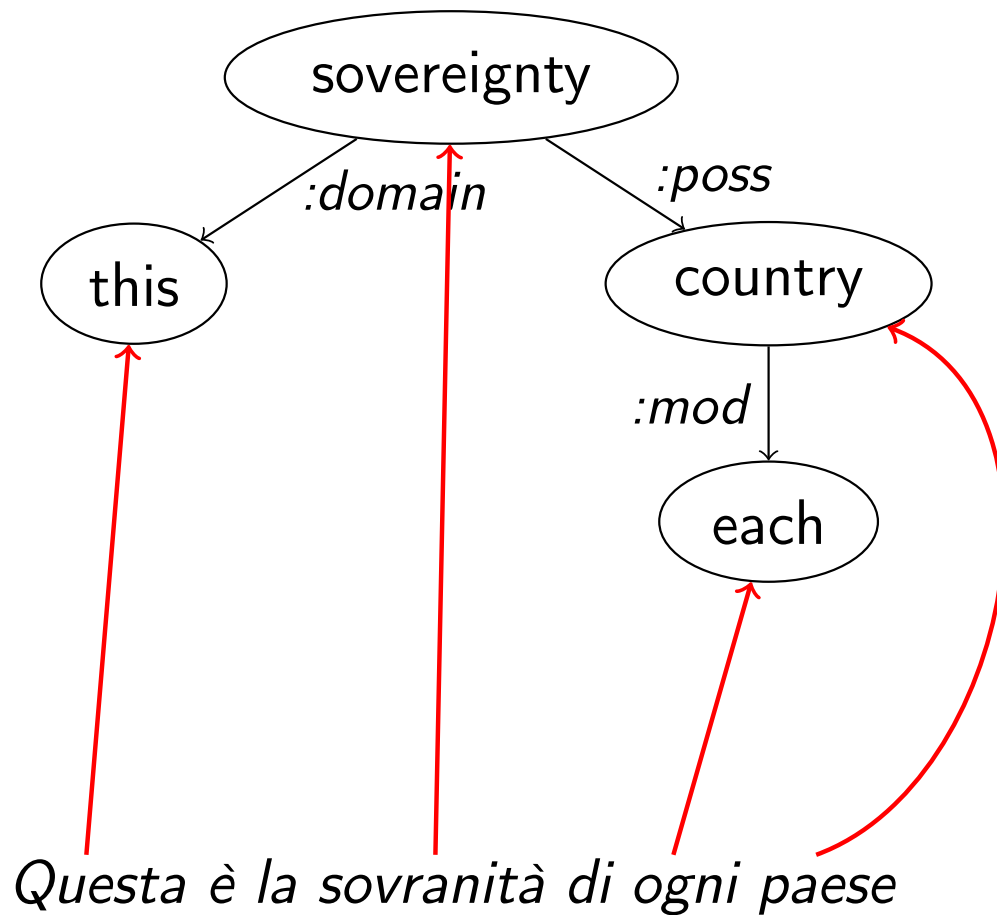 sovereignty
:domain
:poss
this
country
:mod
each
Questa è la sovranità di ogni paese